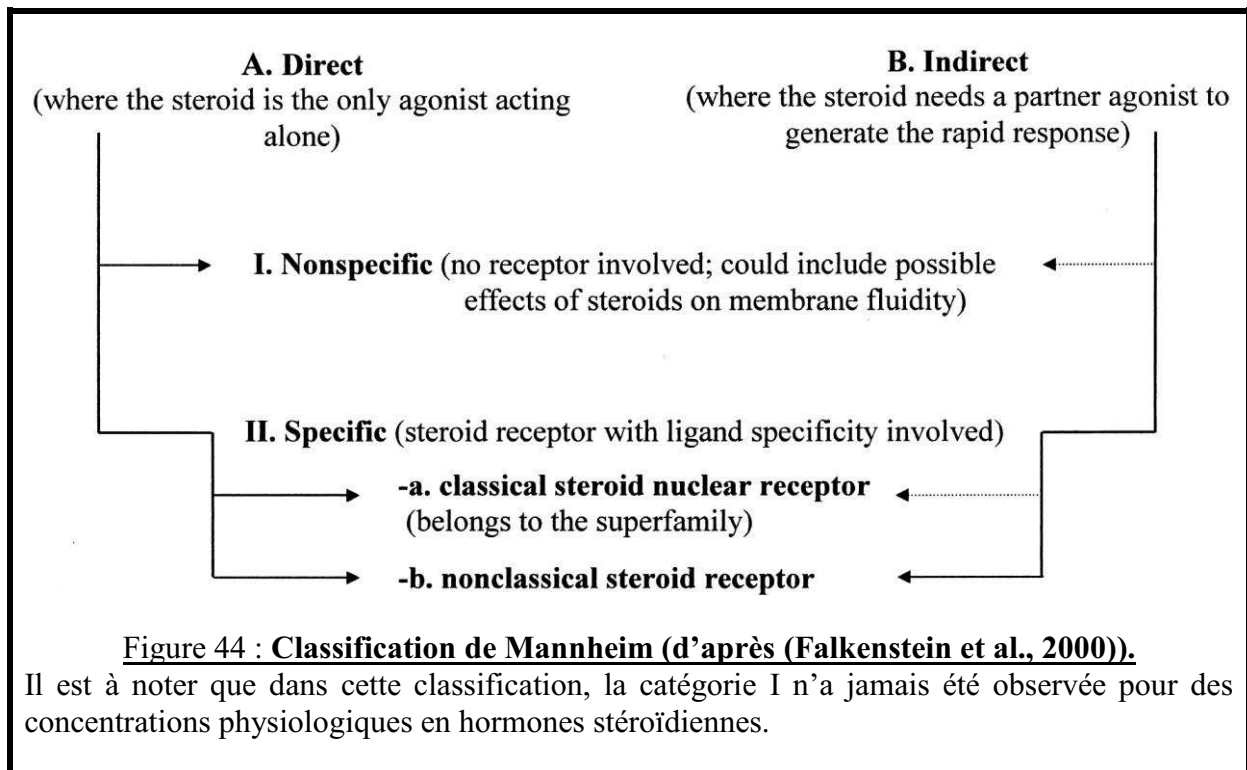 A. Direct
(where the steroid is the only agonist acting
alone)
B. Indirect
(where the steroid needs a partner agonist to
generate the rapid response)
I. Nonspecific (no receptor involved; could include possible
effects of steroids on membrane fluidity)
II. Specific (steroid receptor with ligand specificity involved)
-a. classical steroid nuclear receptor
(belongs to the superfamily)
-b. nonclassical steroid receptor
Figure 44 : Classification de Mannheim (d’après (Falkenstein et al., 2000)).
Il est à noter que dans cette classification, la catégorie I n’a jamais été observée pour des
concentrations physiologiques en hormones stéroïdiennes.